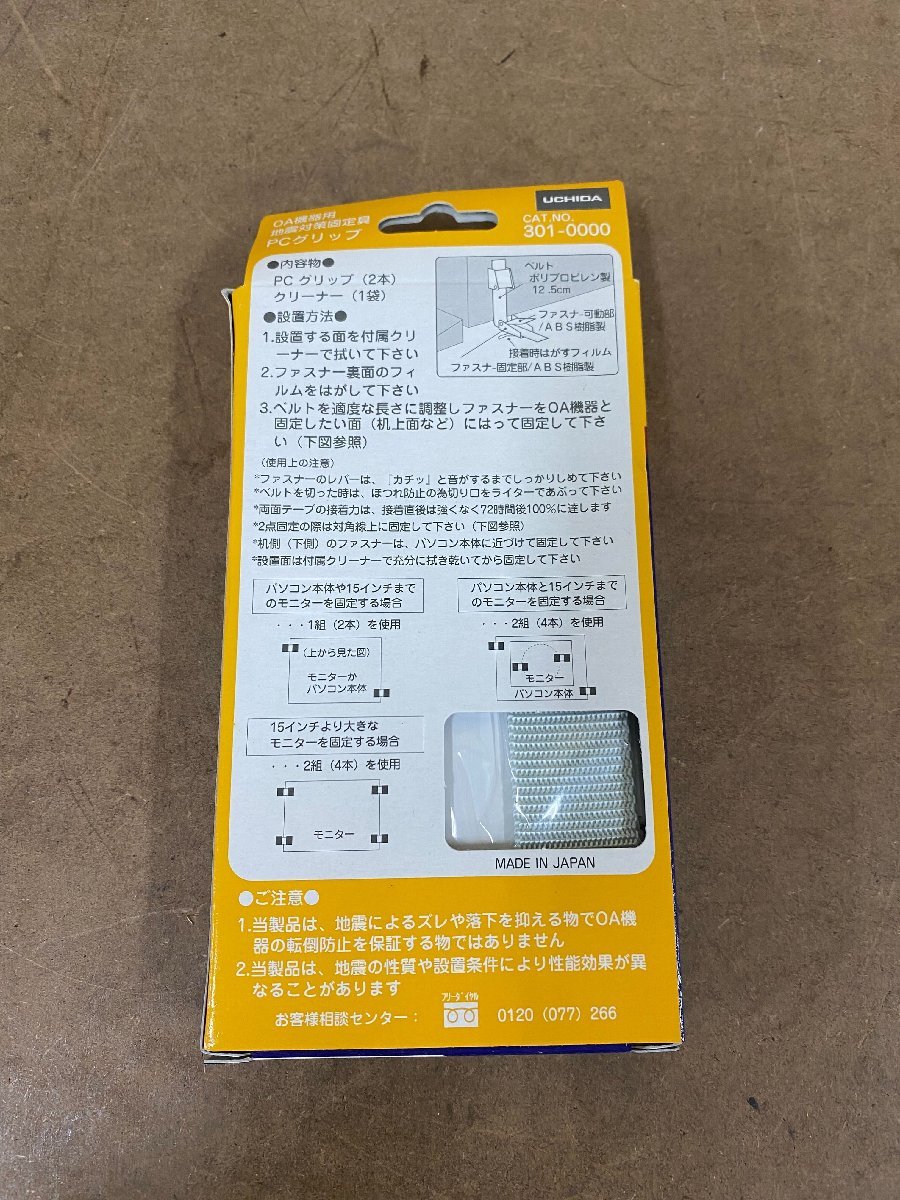 OA機器用
地震対策固定具
PCグリップ
UCHIDA
CAT.NO.
301-0000
●内容物●
PC グリップ（2本）
クリーナー（1袋）
ベルト
ポリプロピレン製
12.5cm
ファスナー可動部
/ABS樹脂製
接着時はがすフィルム
ファスナー固定部/ABS樹脂製
●設置方法●
1.設置する面を付属クリ
ーナーで拭いて下さい
2.ファスナー裏面のフィ
ルムをはがして下さい
3.ベルトを適度な長さに調整しファスナーをOA機器と
固定したい面（机上面など）にはって固定して下さ
い（下図参照）
（使用上の注意）
*ファスナーのレバーは、「カチッ」と音がするまでしっかりしめて下さい
*ベルトを切った時は、ほつれ防止の為切り口をライターであぶって下さい
*両面テープの接着力は、接着直後は強くなく72時間後100%に達します
*2点固定の際は対角線上に固定して下さい（下図参照）
*机側（下側）のファスナーは、パソコン本体に近づけて固定して下さい
*設置面は付属クリーナーで充分に拭き乾いてから固定して下さい
パソコン本体や15インチまで
のモニターを固定する場合
・・・1組（2本）を使用
（上から見た図）
モニターか
パソコン本体
パソコン本体と15インチまで
のモニターを固定する場合
・・・2組（4本）を使用
モニター
パソコン本体
15インチより大きな
モニターを固定する場合
・・・2組（4本）を使用
モニター
MADE IN JAPAN
●ご注意●
1.当製品は、地震によるズレや落下を抑える物でOA機
器の転倒防止を保証する物ではありません
2.当製品は、地震の性質や設置条件により性能効果が異
なることがあります
フリーダイヤル
お客様相談センター： 0120（077）266